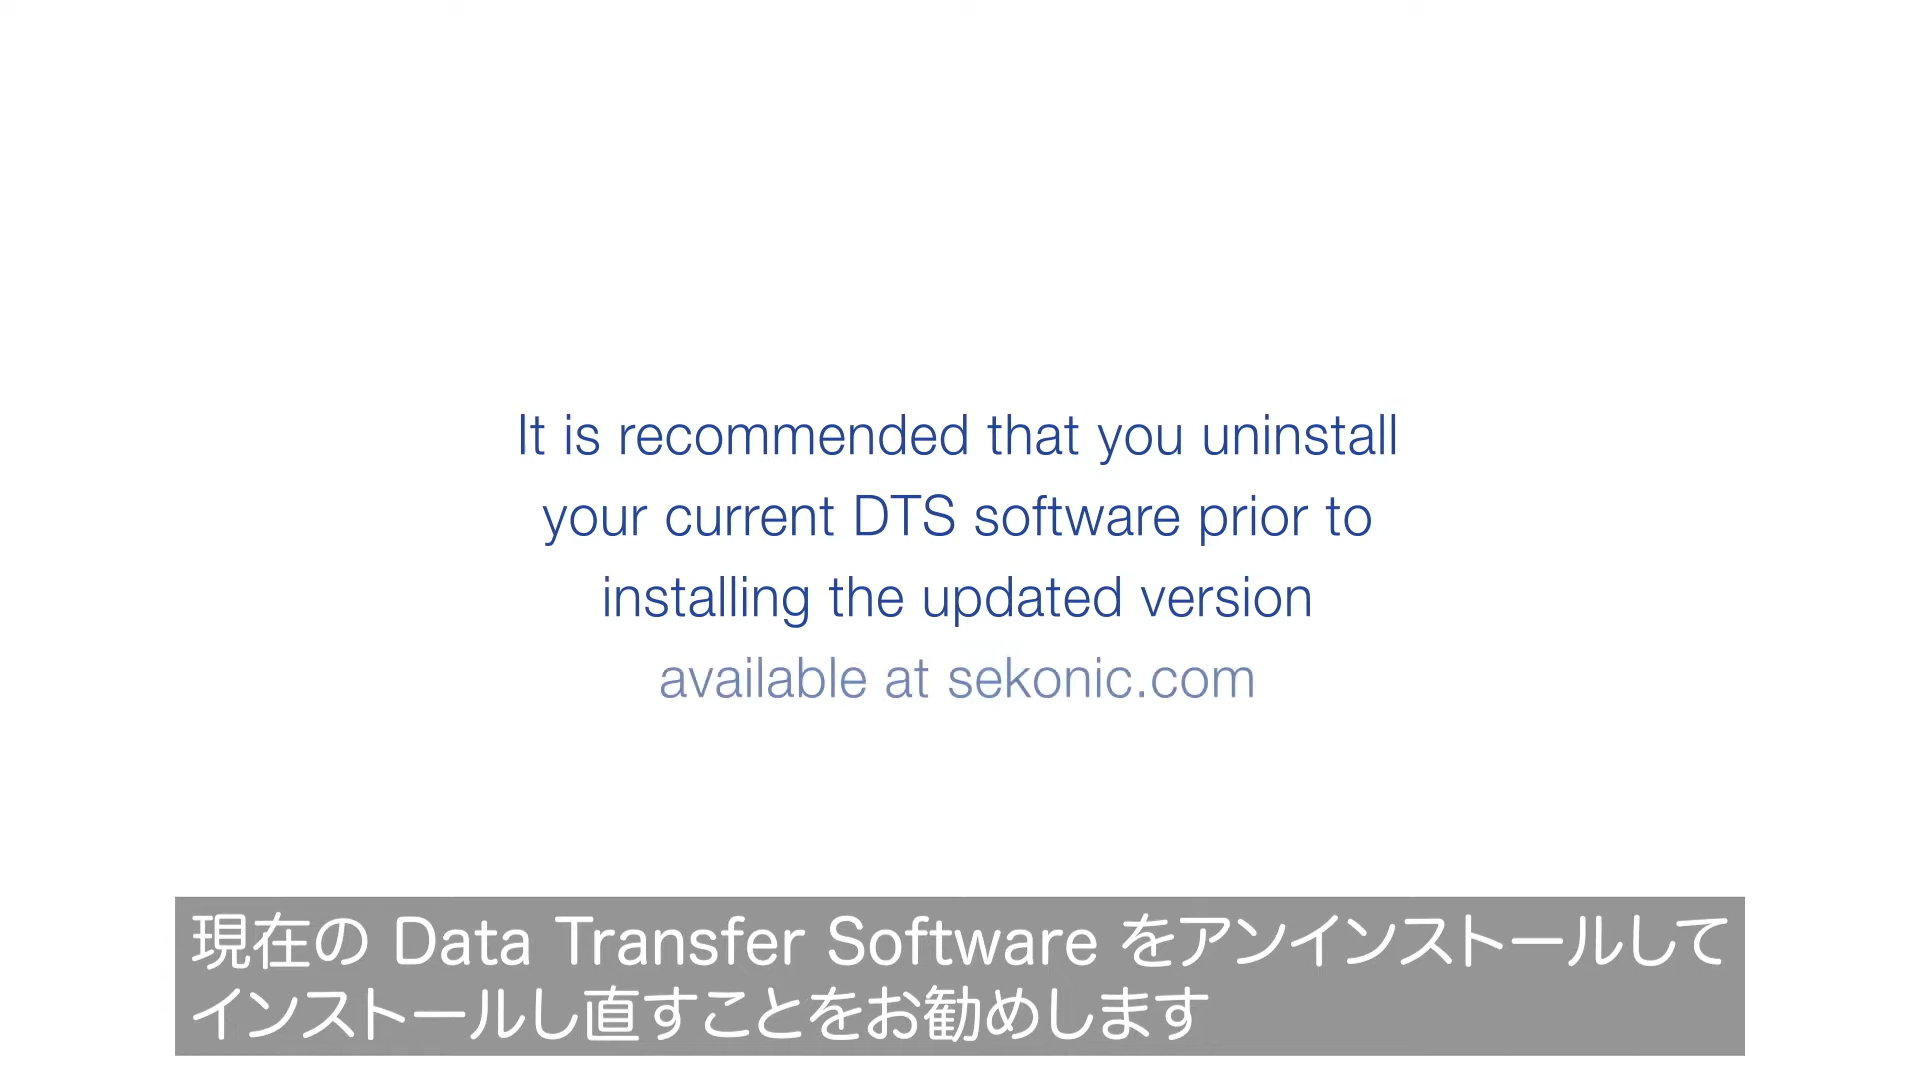 It is recommended that you uninstall
your current DTS software prior to
installing the updated version
available at sekonic.com
現在の Data Transfer Software をアンインストールして
インストールし直すことをお勧めします